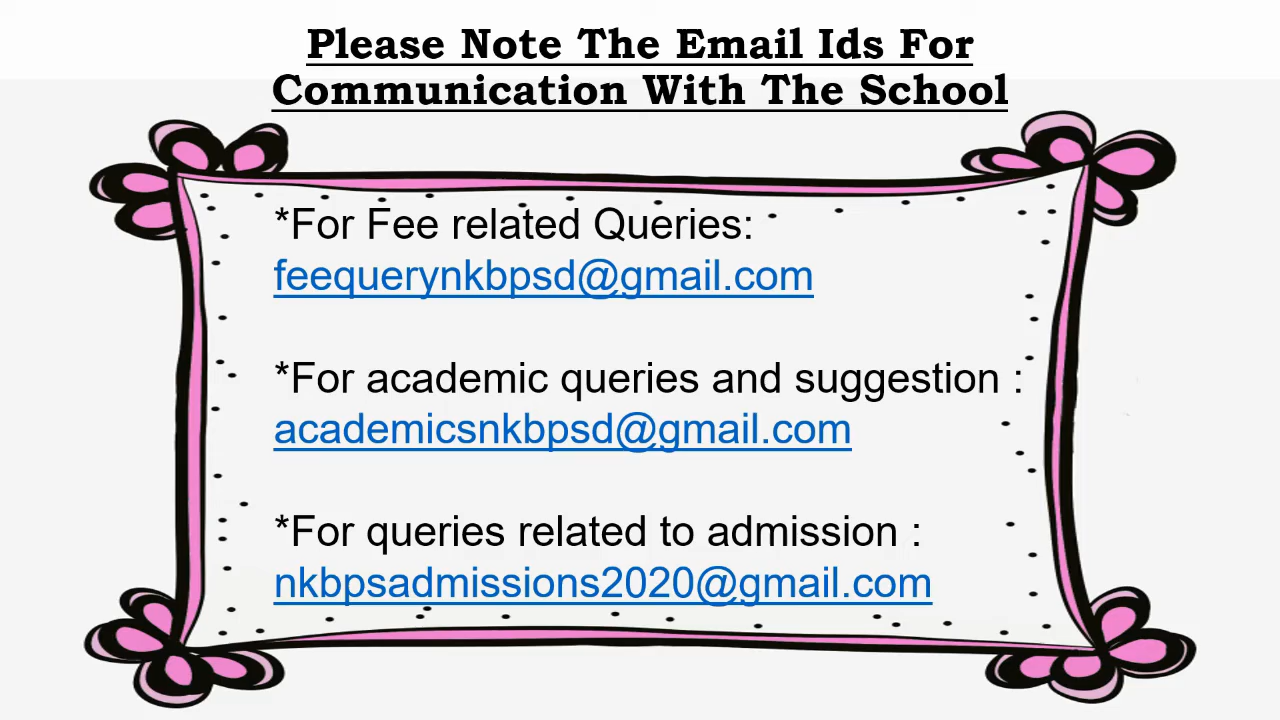 Please Note The Email Ids For
Communication With The School
*For Fee related Queries:
feequerynkbpsd@gmail.com
*For academic queries and suggestion :
academicsnkbpsd@gmail.com
*For queries related to admission :
nkbpsadmissions2020@gmail.com